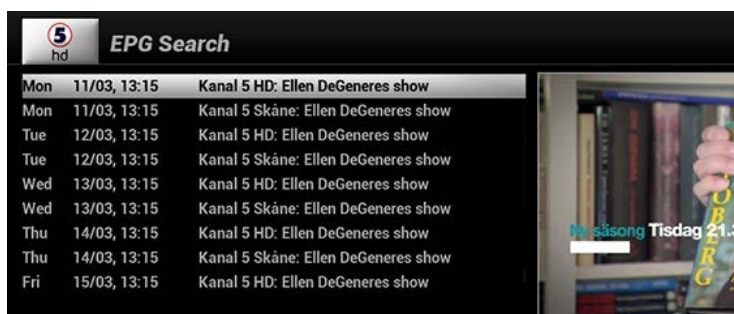 5
hd
EPG Search
Mon 11/03, 13:15 Kanal 5 HD: Ellen DeGeneres show
Mon 11/03, 13:15 Kanal 5 Skåne: Ellen DeGeneres show
Tue 12/03, 13:15 Kanal 5 HD: Ellen DeGeneres show
Tue 12/03, 13:15 Kanal 5 Skåne: Ellen DeGeneres show
Wed 13/03, 13:15 Kanal 5 HD: Ellen DeGeneres show
Wed 13/03, 13:15 Kanal 5 Skåne: Ellen DeGeneres show
Thu 14/03, 13:15 Kanal 5 HD: Ellen DeGeneres show
Thu 14/03, 13:15 Kanal 5 Skåne: Ellen DeGeneres show
Fri 15/03, 13:15 Kanal 5 HD: Ellen DeGeneres show
Ny säsong Tisdag 21.3